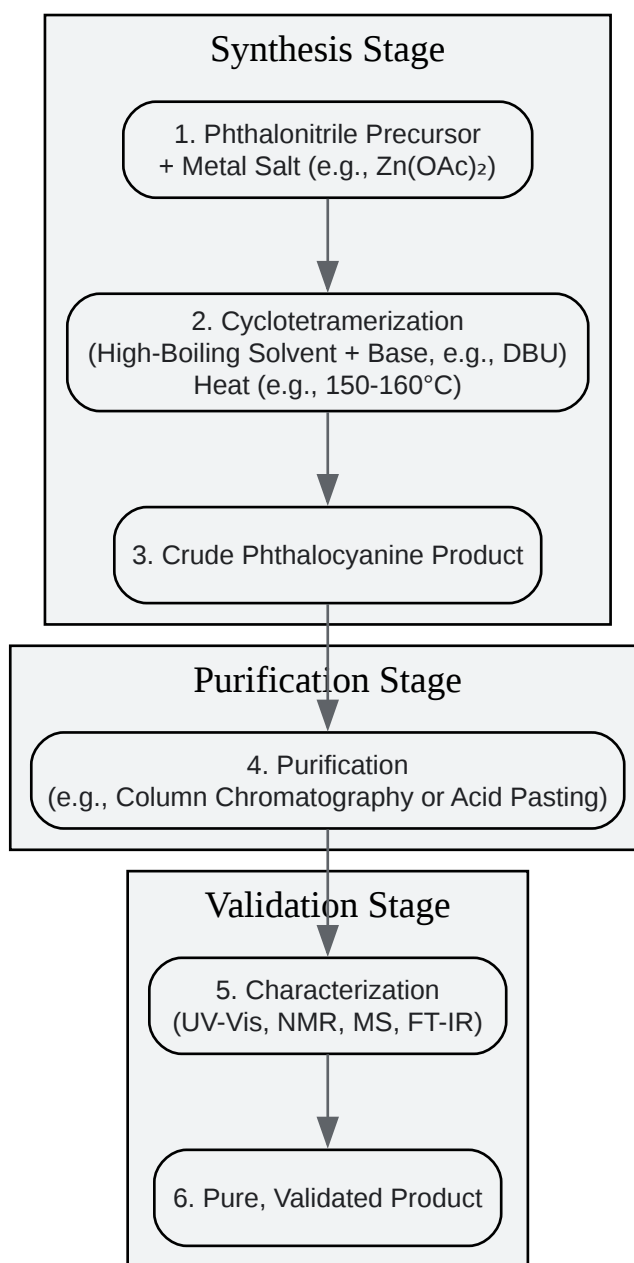 Synthesis Stage
1. Phthalonitrile Precursor
+ Metal Salt (e.g., Zn(OAc)₂)
2. Cyclotetramerization
(High-Boiling Solvent + Base, e.g., DBU)
Heat (e.g., 150-160°C)
3. Crude Phthalocyanine Product
Purification Stage
4. Purification
(e.g., Column Chromatography or Acid Pasting)
Validation Stage
5. Characterization
(UV-Vis, NMR, MS, FT-IR)
6. Pure, Validated Product